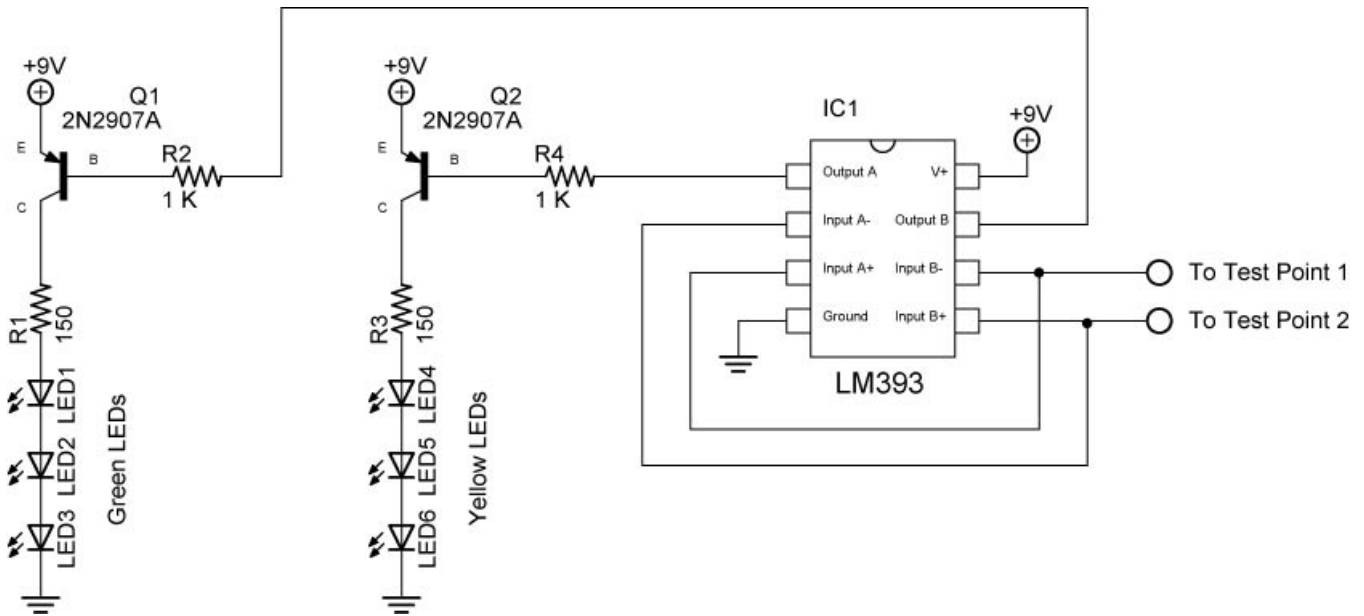 +9V
Q1
2N2907A
E
B
C
R2
1 K
R1
150
LED1
LED2
LED3
Green LEDs
+9V
Q2
2N2907A
E
B
C
R4
1 K
R3
150
LED4
LED5
LED6
Yellow LEDs
IC1
+9V
Output A
V+
Input A-
Output B
Input A+
Input B-
Ground
Input B+
LM393
To Test Point 1
To Test Point 2